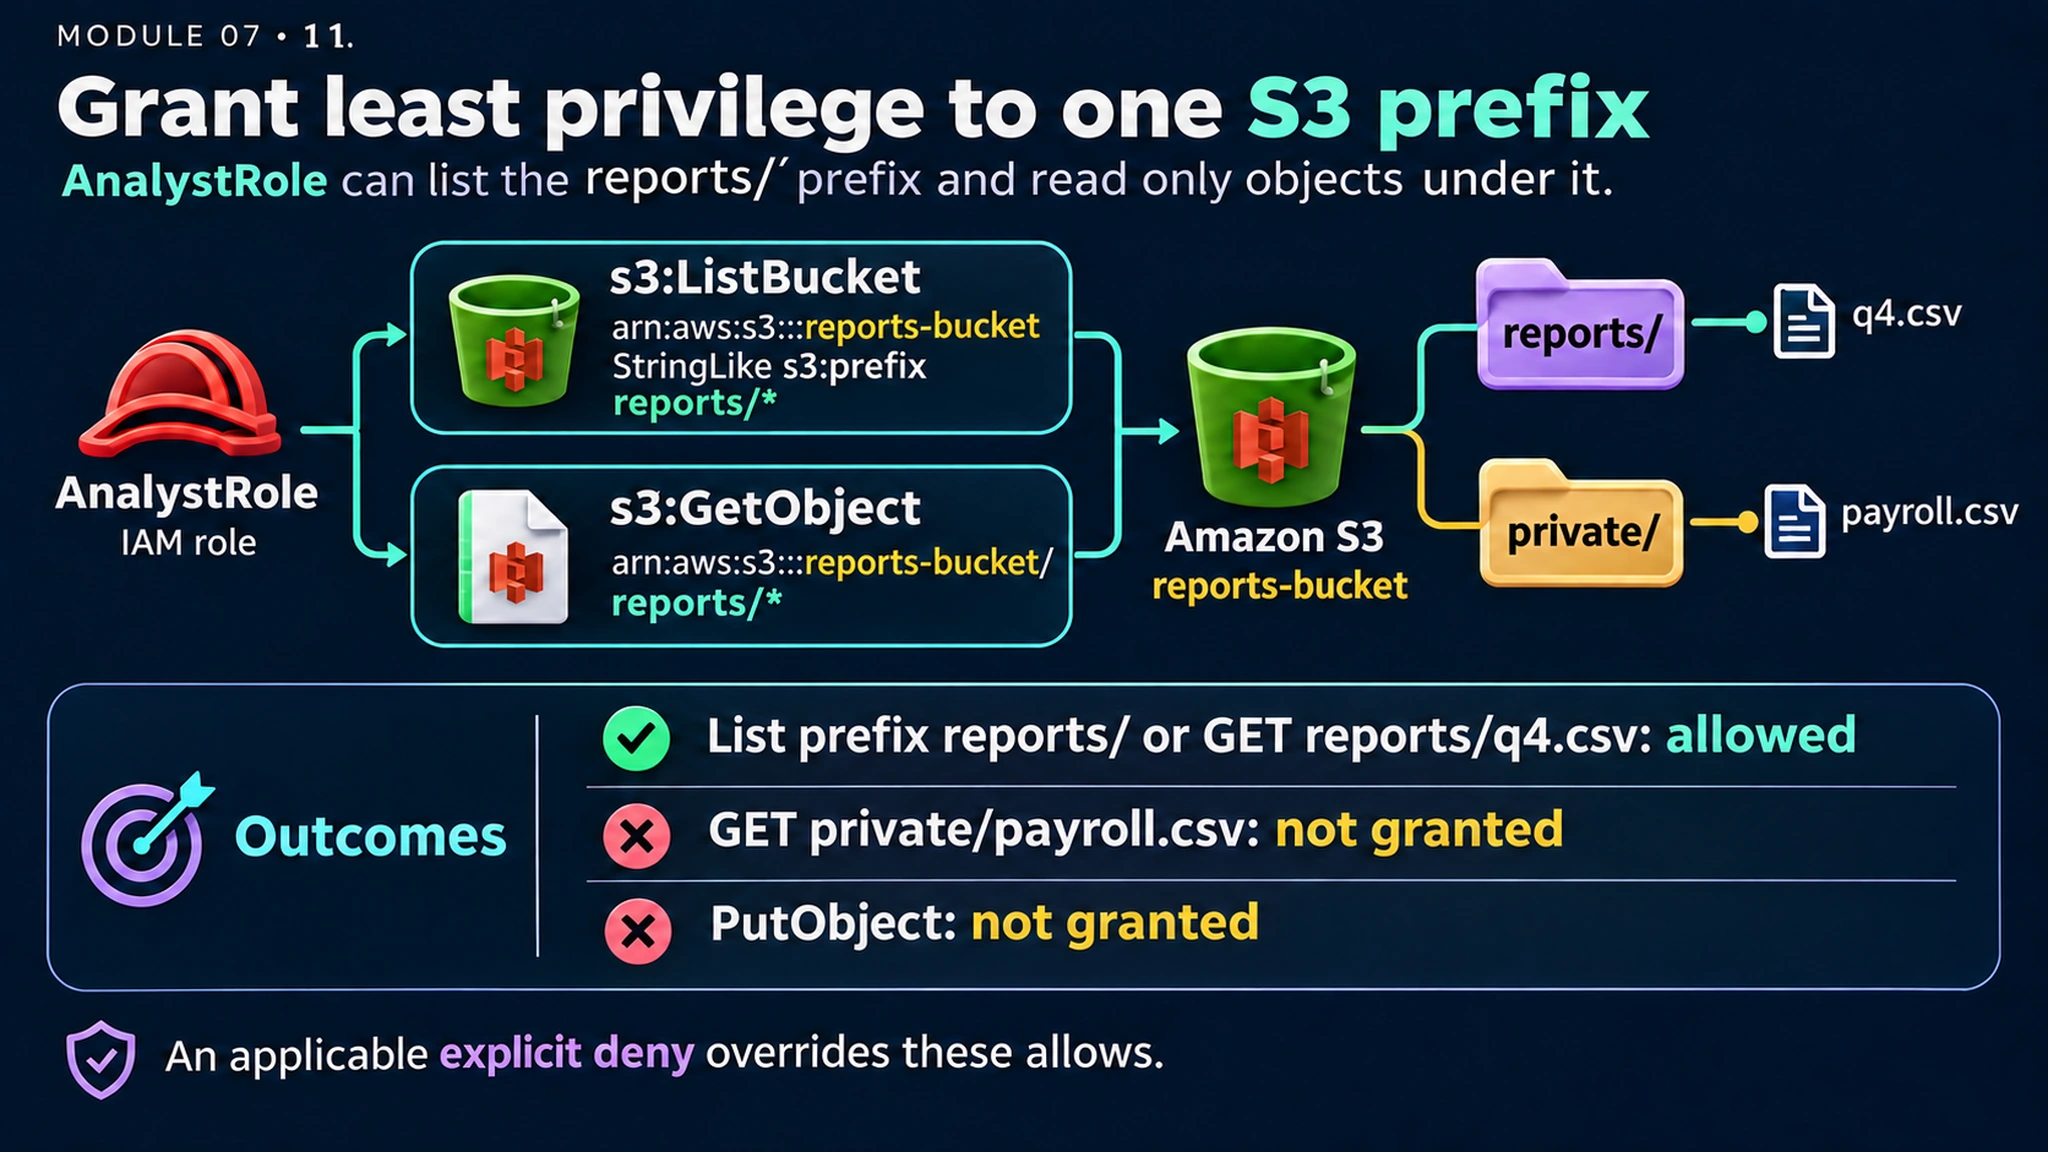 MODULE 07 • 11.
Grant least privilege to one S3 prefix
AnalystRole can list the reports/´ prefix and read only objects under it.
AnalystRole
IAM role
s3:ListBucket
arn:aws:s3:::reports-bucket
StringLike s3:prefix
reports/*
s3:GetObject
arn:aws:s3:::reports-bucket/
reports/*
Amazon S3
reports-bucket
reports/
q4.csv
private/
payroll.csv
Outcomes
List prefix reports/ or GET reports/q4.csv: allowed
GET private/payroll.csv: not granted
PutObject: not granted
An applicable explicit deny overrides these allows.